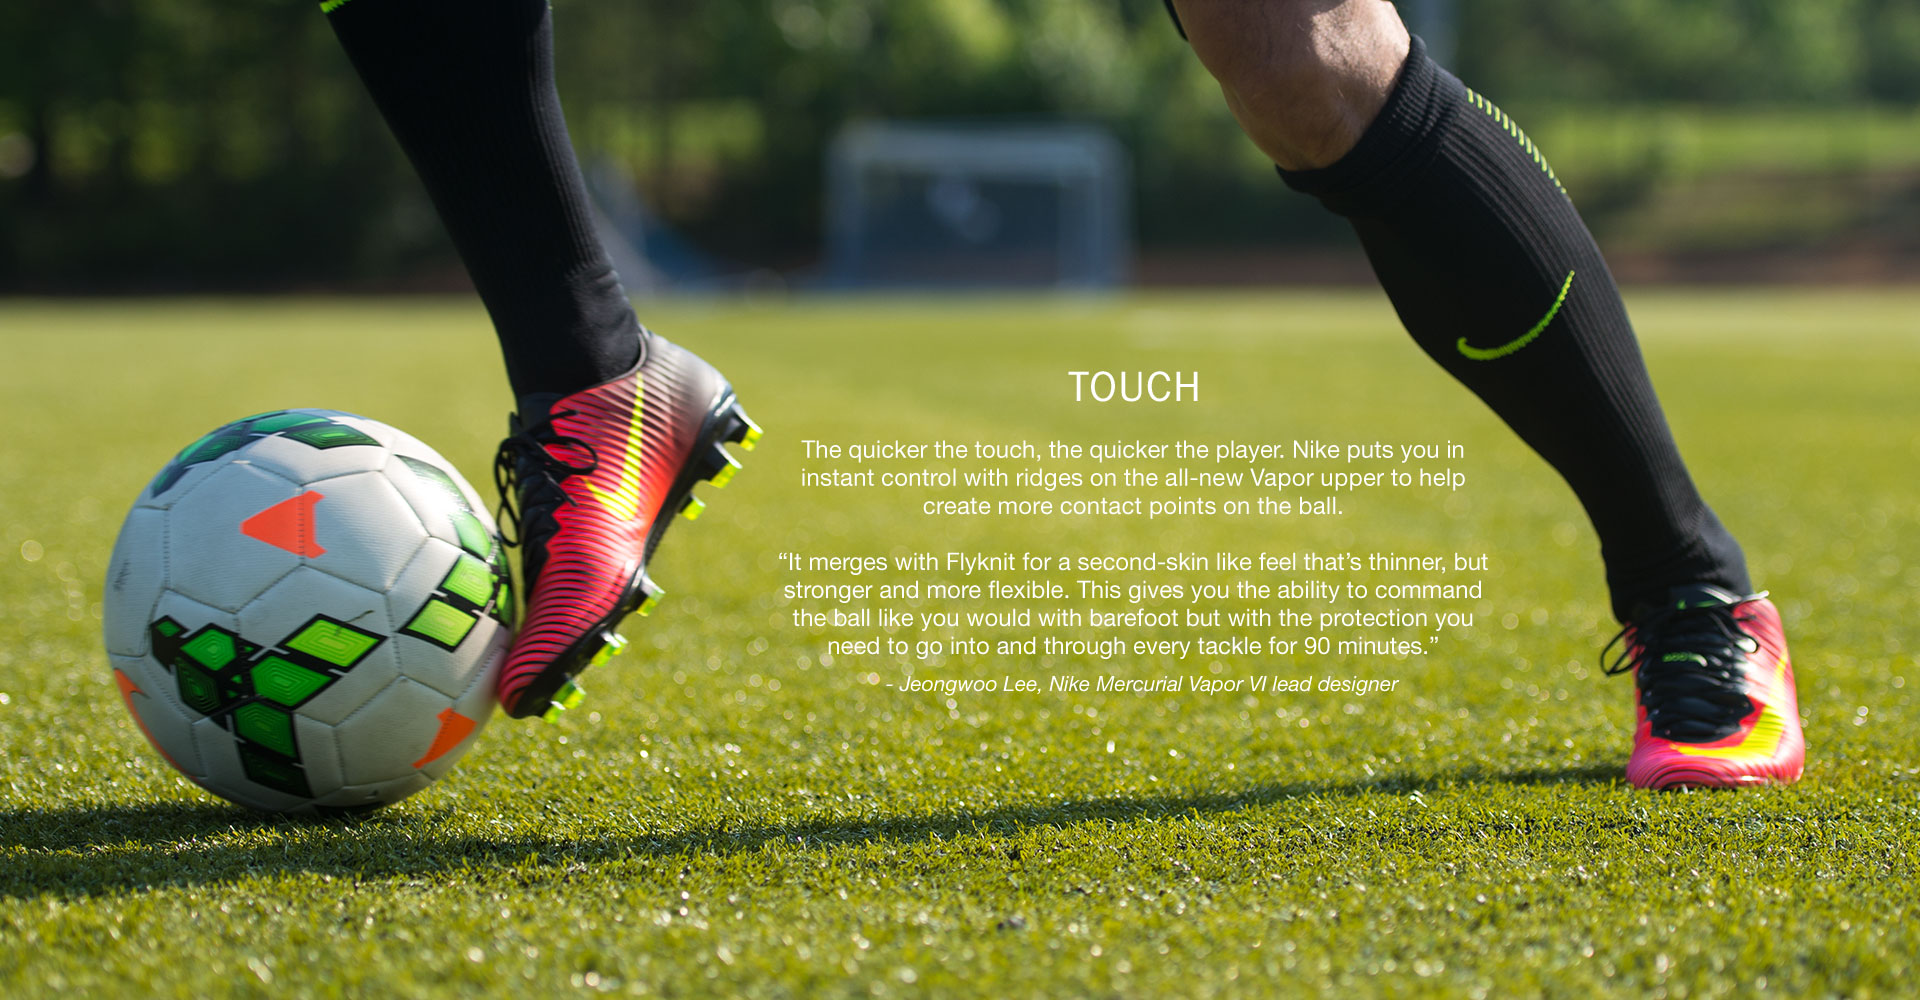 TOUCH
The quicker the touch, the quicker the player. Nike puts you in
instant control with ridges on the all-new Vapor upper to help
create more contact points on the ball.
“It merges with Flyknit for a second-skin like feel that’s thinner, but
stronger and more flexible. This gives you the ability to command
the ball like you would with barefoot but with the protection you
need to go into and through every tackle for 90 minutes.”
- Jeongwoo Lee, Nike Mercurial Vapor VI lead designer